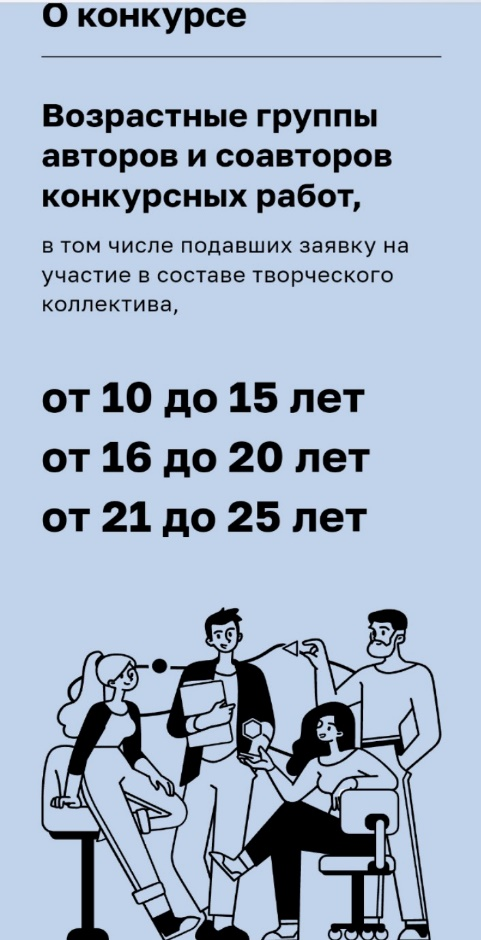 О конкурсе
Возрастные группы
авторов и соавторов
конкурсных работ,
в том числе подавших заявку на
участие в составе творческого
коллектива,
от 10 до 15 лет
от 16 до 20 лет
от 21 до 25 лет